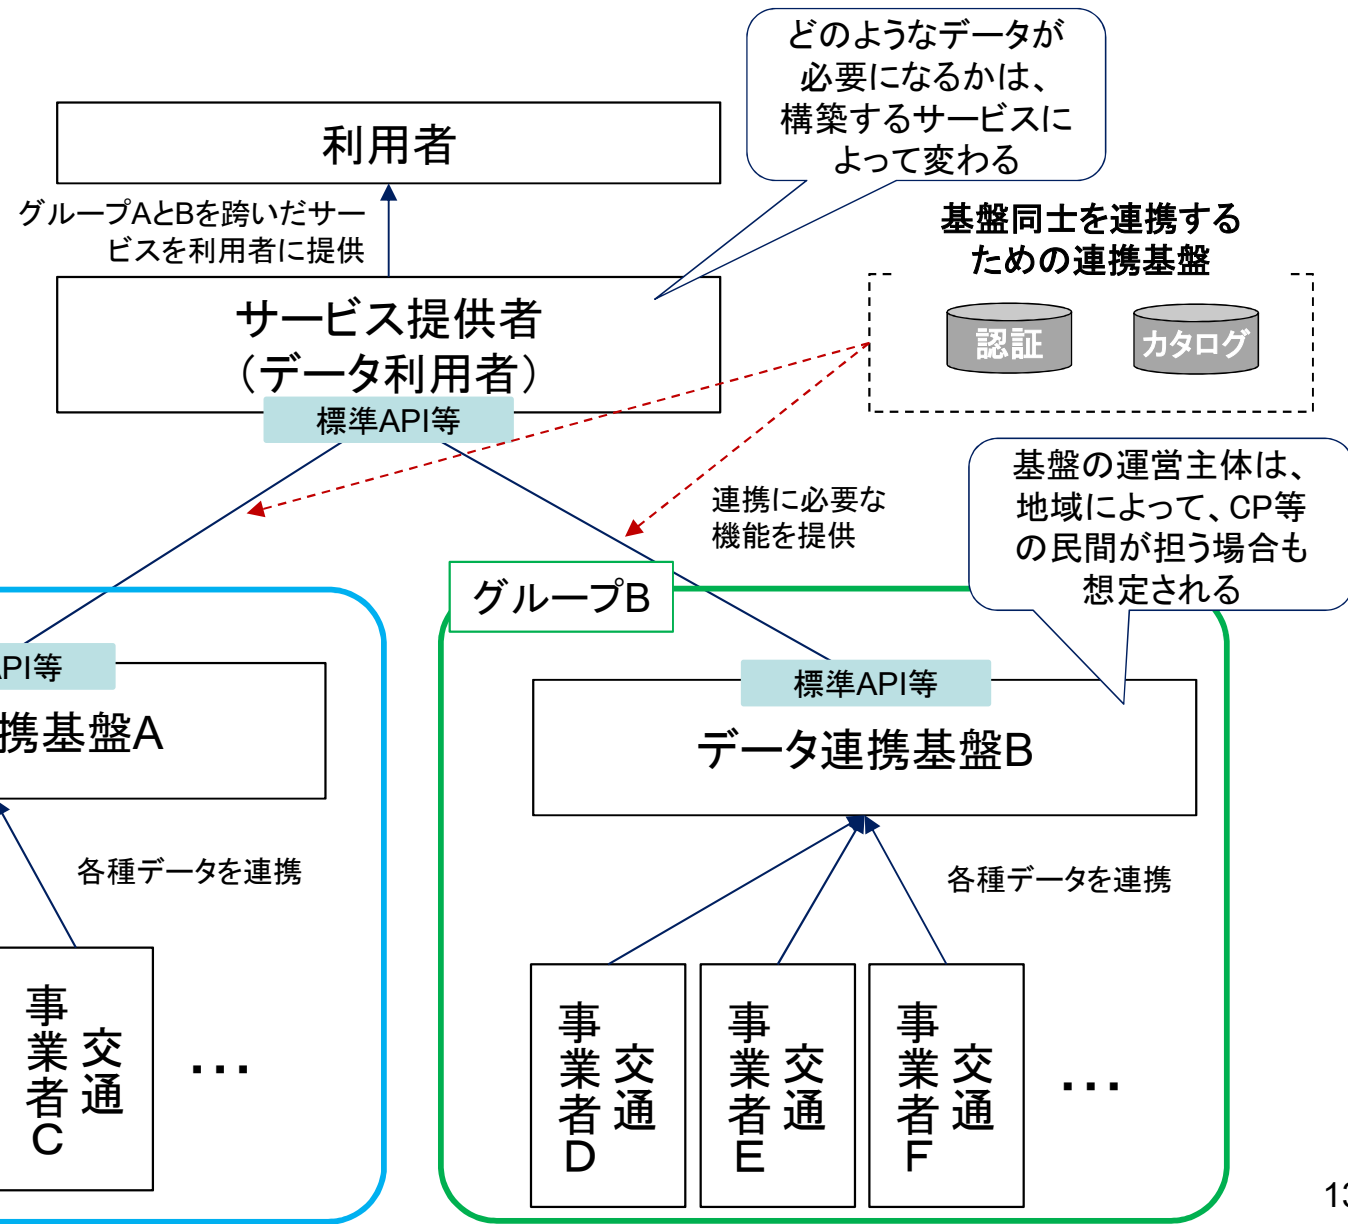 どのようなデータが
必要になるかは、
構築するサービスに
よって変わる
利用者
グループAとBを跨いだサー
ビスを利用者に提供
基盤同士を連携する
ための連携基盤
サービス提供者
（データ利用者）
認証
カタログ
標準API等
基盤の運営主体は、
地域によって、CP等
の民間が担う場合も
想定される
連携に必要な
機能を提供
グループB
PI等
標準API等
携基盤A
データ連携基盤B
各種データを連携
各種データを連携
交通
事業者C
…
交通
事業者D
交通
事業者E
交通
事業者F
…
13